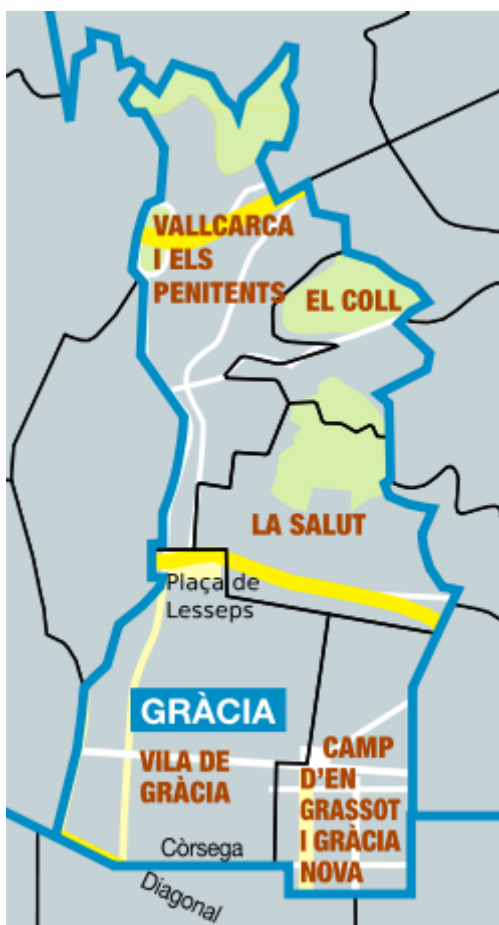 VALLCARCA
I ELS
PENITENTS
EL COLL
LA SALUT
Plaça de
Lesseps
GRÀCIA
VILA DE
GRÀCIA
CAMP
D'EN
GRASSOT
I GRÀCIA
NOVA
Còrsega
Diagonal